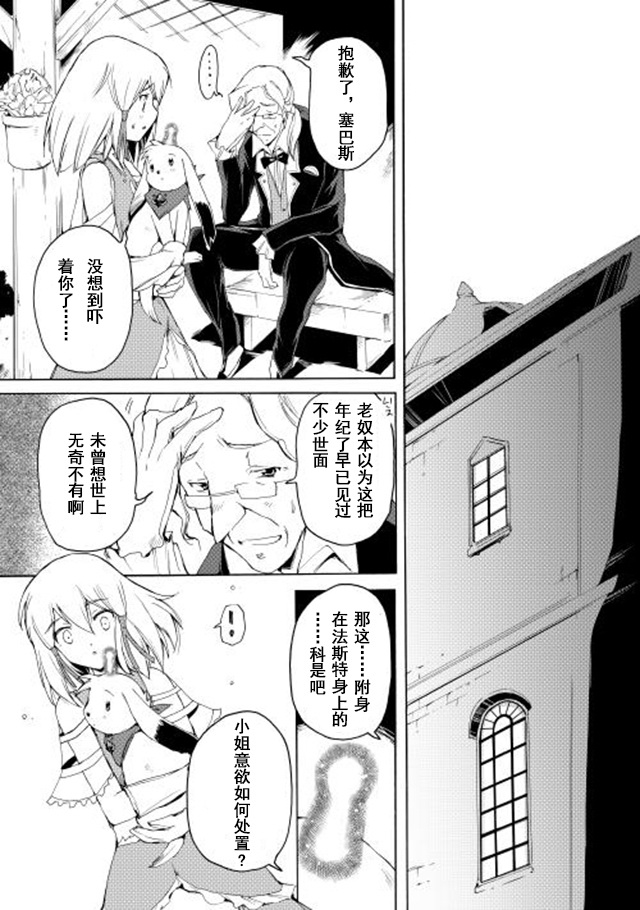 抱歉了，塞巴斯
……
没想到吓
着你了……
老奴本以为这把
年纪了早已见过
不少世面
未曾想世上
无奇不有啊
那这……附身
在法斯特身上的
……科是吧
！
小姐意欲
如何处置？